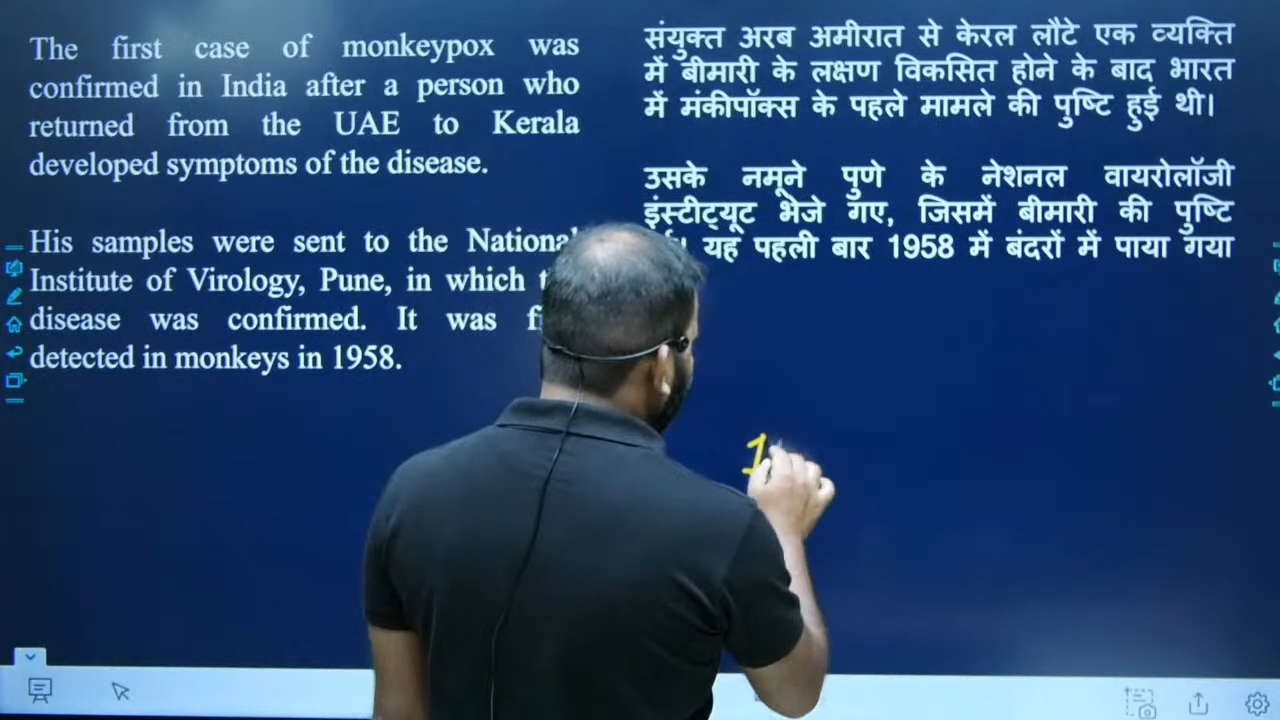 The first case of monkeypox was
confirmed in India after a person who
returned from the UAE to Kerala
developed symptoms of the disease.
His samples were sent to the National
Institute of Virology, Pune, in which
disease was confirmed. It was
detected in monkeys in 1958.
संयुक्त अरब अमीरात से केरल लौटे एक व्यक्ति
में बीमारी के लक्षण विकसित होने के बाद भारत
में मंकीपॉक्स के पहले मामले की पुष्टि हुई थी।
उसके नमूने पुणे के नेशनल वायरोलॉजी
इंस्टीट्यूट भेजे गए, जिसमें बीमारी की पुष्टि
यह पहली बार 1958 में बंदरों में पाया गया
1